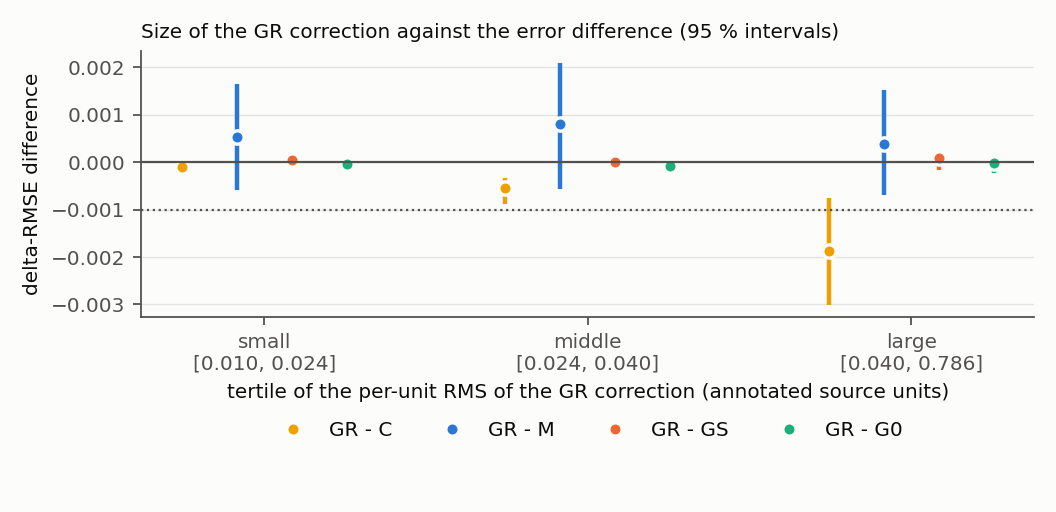 Size of the GR correction against the error difference (95 % intervals)
delta-RMSE difference
0.002
0.001
0.000
−0.001
−0.002
−0.003
small
[0.010, 0.024]
middle
[0.024, 0.040]
large
[0.040, 0.786]
tertile of the per-unit RMS of the GR correction (annotated source units)
GR - C
GR - M
GR - GS
GR - G0